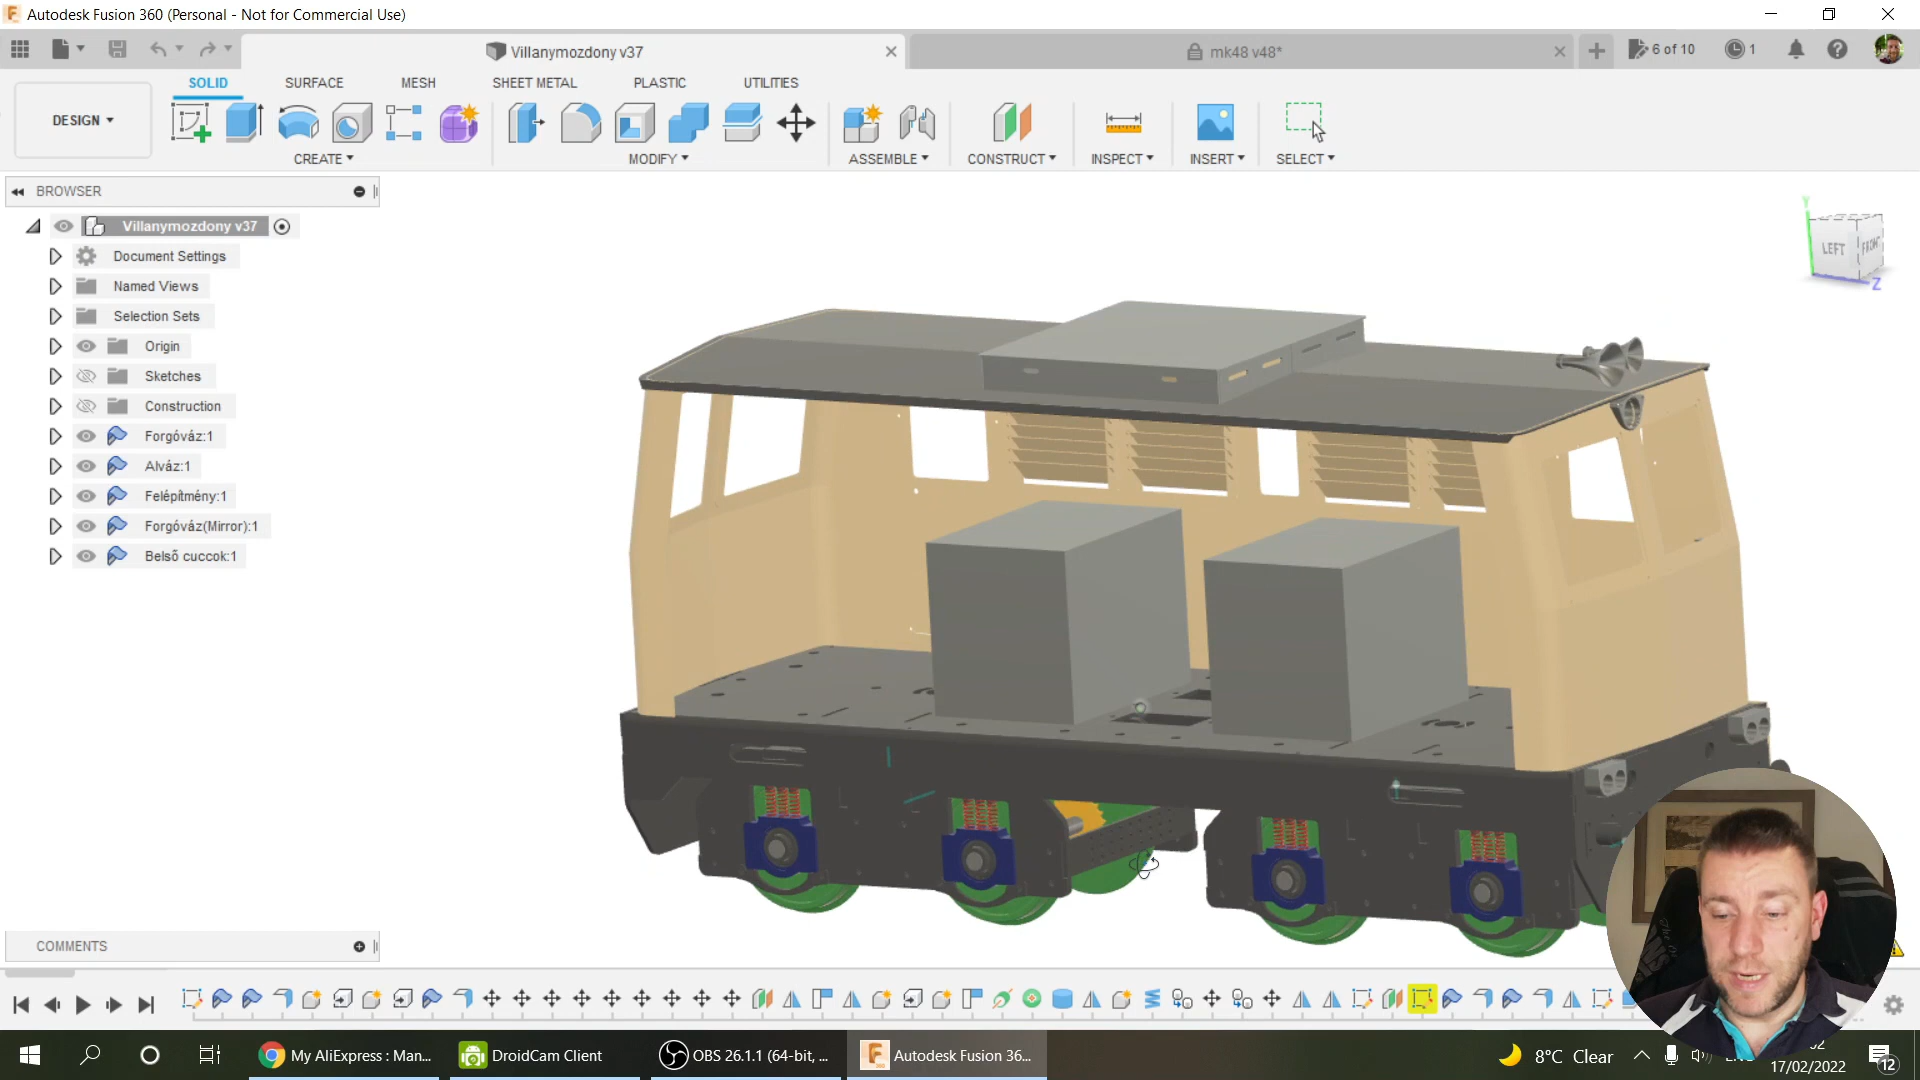 Autodesk Fusion 360 (Personal - Not for Commercial Use)
Villanymozdony v37
mk48 v48*
6 of 10
1
SOLID
SURFACE
MESH
SHEET METAL
PLASTIC
UTILITIES
DESIGN
CREATE
MODIFY
ASSEMBLE
CONSTRUCT
INSPECT
INSERT
SELECT
BROWSER
Villanymozdony v37
Document Settings
Named Views
Selection Sets
Origin
Sketches
Construction
Forgóváz:1
Alváz:1
Felépítmény:1
Forgóváz(Mirror):1
Belső cuccok:1
Y
LEFT
FRONT
Z
COMMENTS
My AliExpress : Man...
DroidCam Client
OBS 26.1.1 (64-bit, ...
Autodesk Fusion 36...
8°C Clear
17/02/2022
12